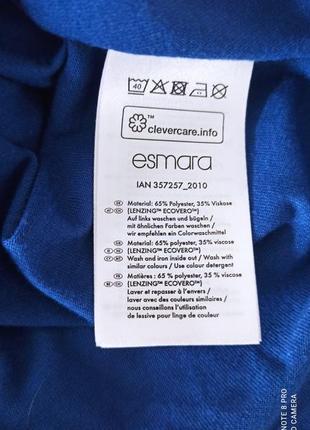 40
clevercare.info
esmara
IAN 357257_2010
Material: 65% Polyester, 35% Viskose
(LENZING™ ECOVERO™)
Auf links waschen und bügeln /
mit ähnlichen Farben waschen /
wir empfehlen ein Colorwaschmittel
Material: 65% polyester, 35% viscose
(LENZING™ ECOVERO™)
Wash and iron inside out / Wash with
similar colours / Use colour detergent
Matières : 65 % polyester, 35 % viscose
(LENZING™ ECOVERO™)
Laver et repasser à l'envers /
laver avec des couleurs similaires /
nous conseillons d'utilisation
de lessive pour linge de couleur
NOTE 8 PRO
CAMERA